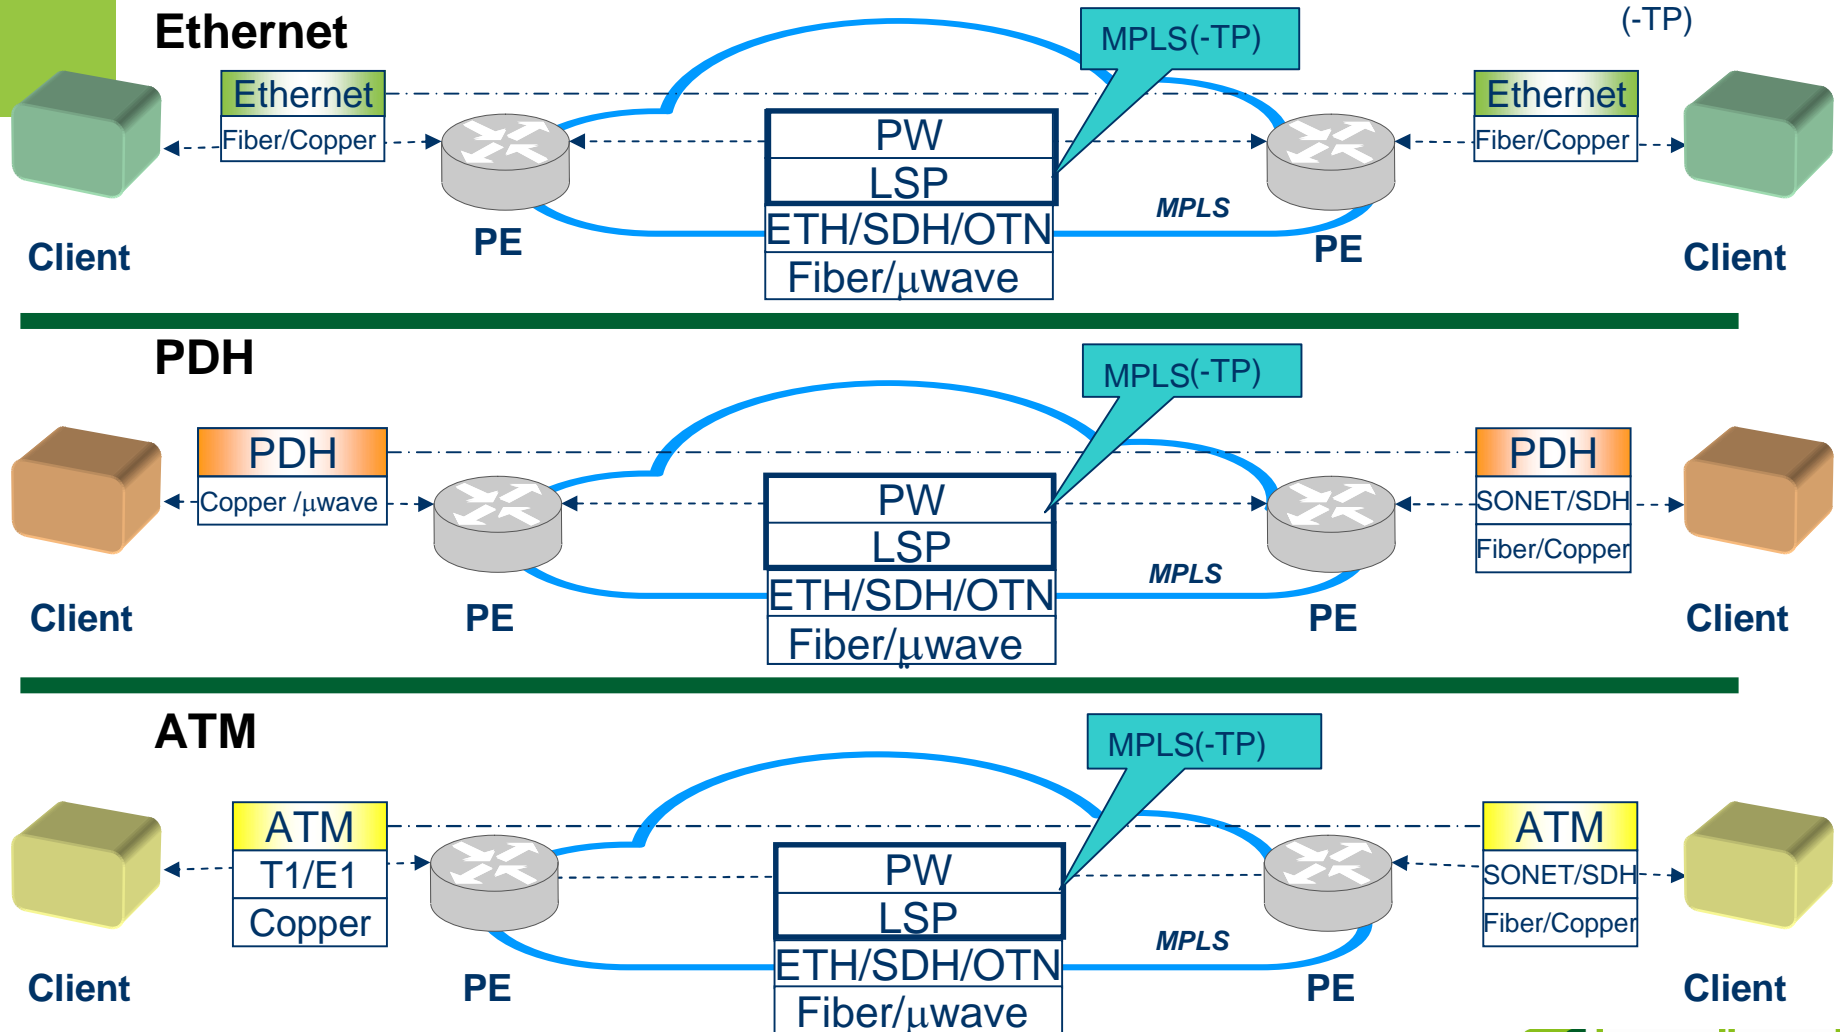 Ethernet
(-TP)
MPLS(-TP)
Ethernet
Fiber/Copper
PW
LSP
ETH/SDH/OTN
Fiber/µwave
MPLS
Ethernet
Fiber/Copper
Client
PE
PE
Client
PDH
MPLS(-TP)
PDH
Copper /µwave
PW
LSP
ETH/SDH/OTN
Fiber/µwave
MPLS
PDH
SONET/SDH
Fiber/Copper
Client
PE
PE
Client
ATM
MPLS(-TP)
ATM
T1/E1
Copper
PW
LSP
ETH/SDH/OTN
Fiber/µwave
MPLS
ATM
SONET/SDH
Fiber/Copper
Client
PE
PE
Client